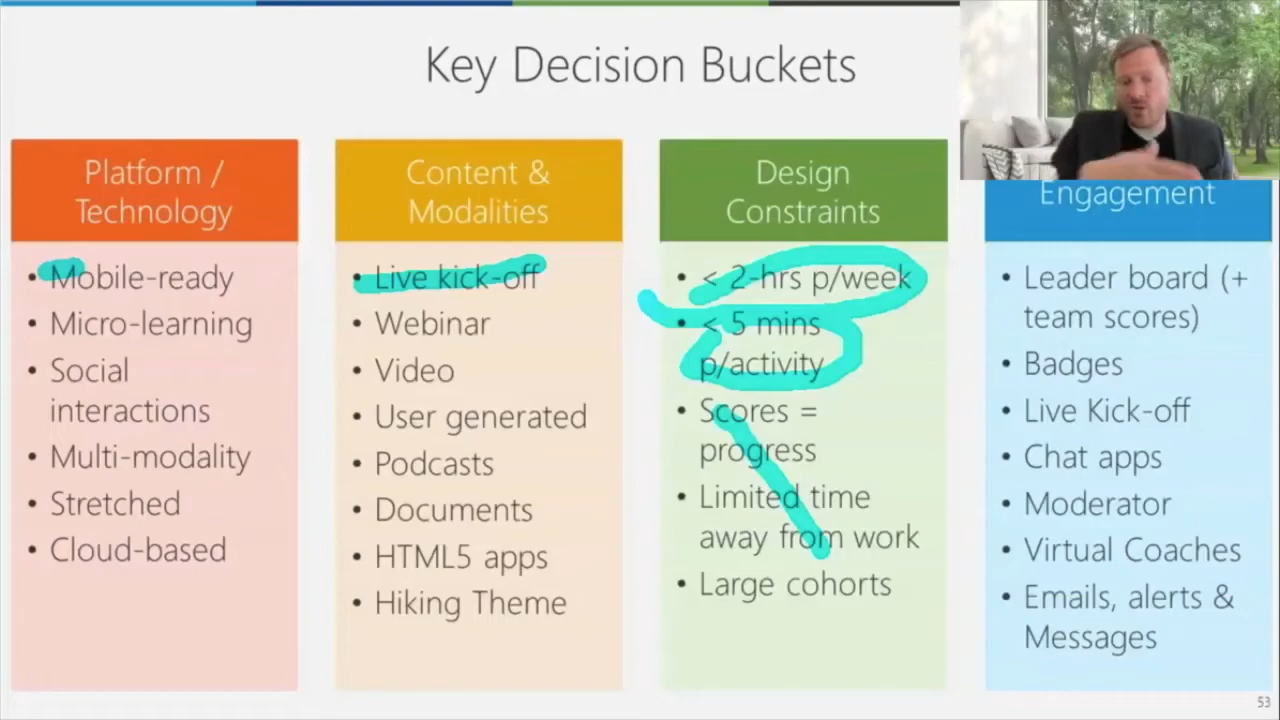 Key Decision Buckets
Platform /
Technology
• Mobile-ready
• Micro-learning
• Social
interactions
• Multi-modality
• Stretched
• Cloud-based
Content &
Modalities
• Live kick-off
• Webinar
• Video
• User generated
• Podcasts
• Documents
• HTML5 apps
• Hiking Theme
Design
Constraints
• < 2-hrs p/week
• < 5 mins
p/activity
• Scores =
progress
• Limited time
away from work
• Large cohorts
Engagement
• Leader board (+
team scores)
• Badges
• Live Kick-off
• Chat apps
• Moderator
• Virtual Coaches
• Emails, alerts &
Messages
53